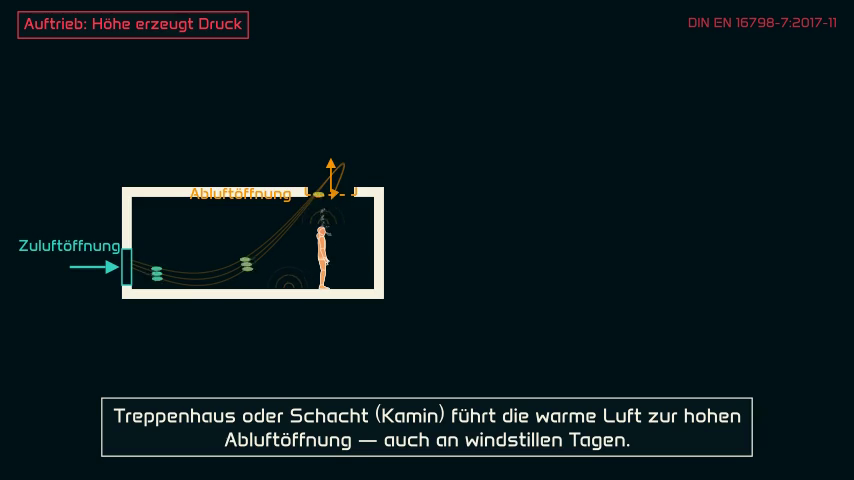 Auftrieb: Höhe erzeugt Druck
DIN EN 16798-7:2017-11
Abluftöffnung
Zuluftöffnung
Treppenhaus oder Schacht (Kamin) führt die warme Luft zur hohen
Abluftöffnung — auch an windstillen Tagen.